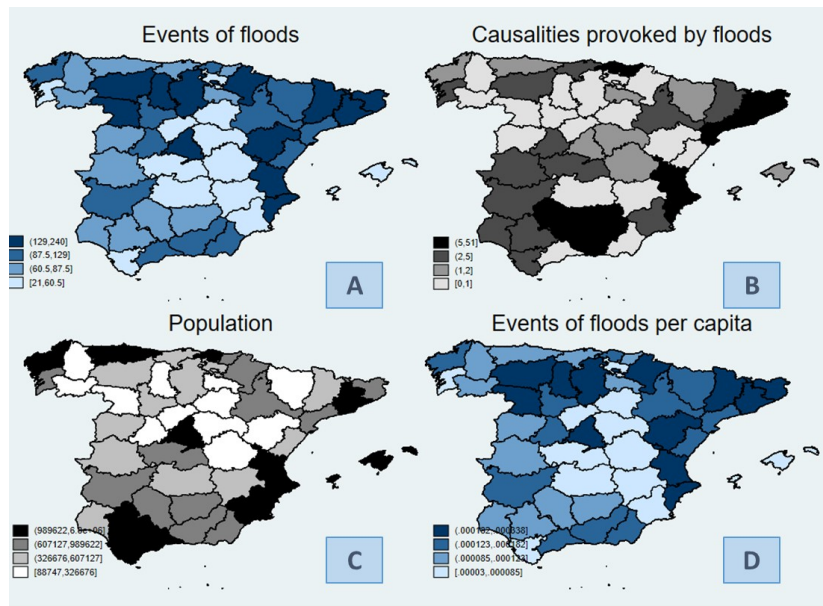 Events of floods
(129,240]
(87.5,129]
(60.5,87.5]
[21,60.5]
A
Causalities provoked by floods
(5,51]
(2,5]
(1,2]
[0,1]
B
Population
(989622,6.
(607127,989622]
(326676,607127]
[88747,326676]
C
Events of floods per capita
(.000182,.000338]
(.000123,.000182]
(.000085,.000123]
[.00003,.000085]
D